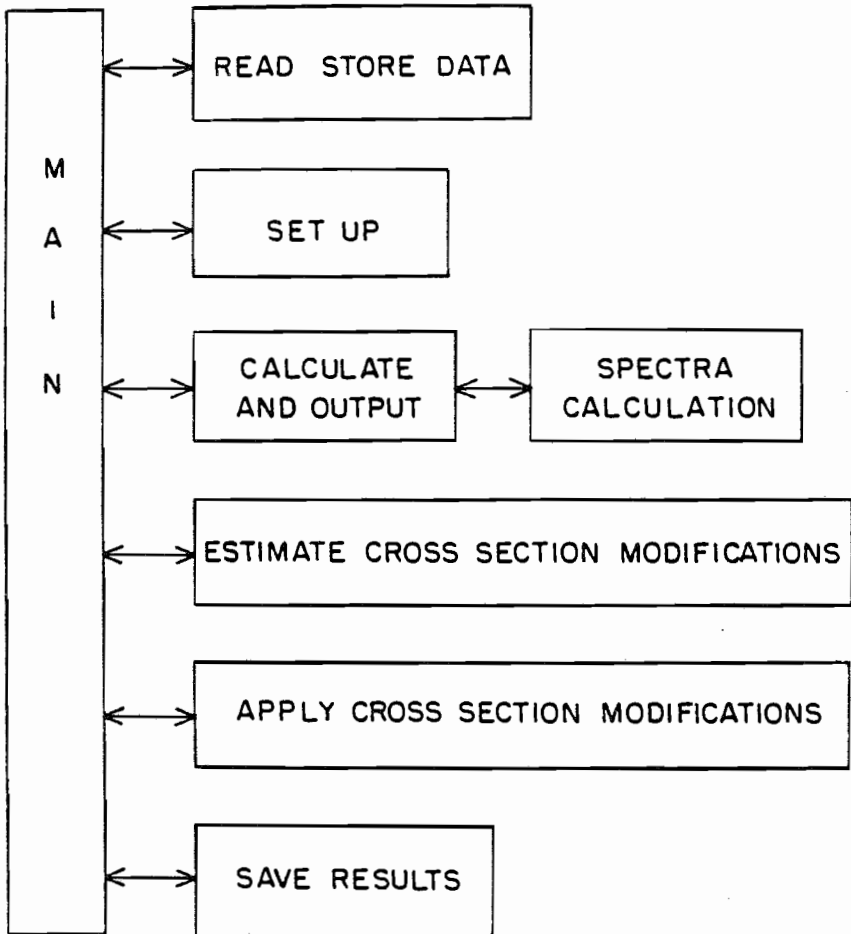 MAIN
READ STORE DATA
SET UP
CALCULATE
AND OUTPUT
SPECTRA
CALCULATION
ESTIMATE CROSS SECTION MODIFICATIONS
APPLY CROSS SECTION MODIFICATIONS
SAVE RESULTS